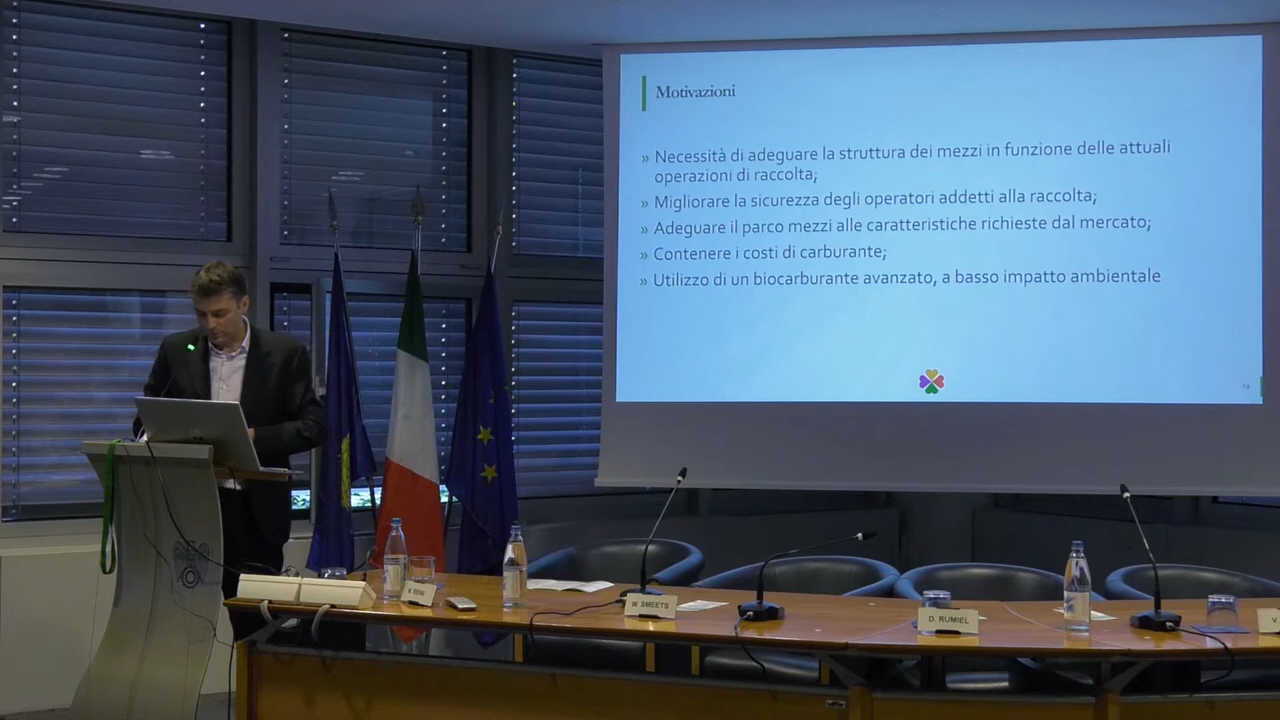 Motivazioni
» Necessità di adeguare la struttura dei mezzi in funzione delle attuali
operazioni di raccolta;
» Migliorare la sicurezza degli operatori addetti alla raccolta;
» Adeguare il parco mezzi alle caratteristiche richieste dal mercato;
» Contenere i costi di carburante;
» Utilizzo di un biocarburante avanzato, a basso impatto ambientale
W. SMEETS
D. RUMIEL
V.